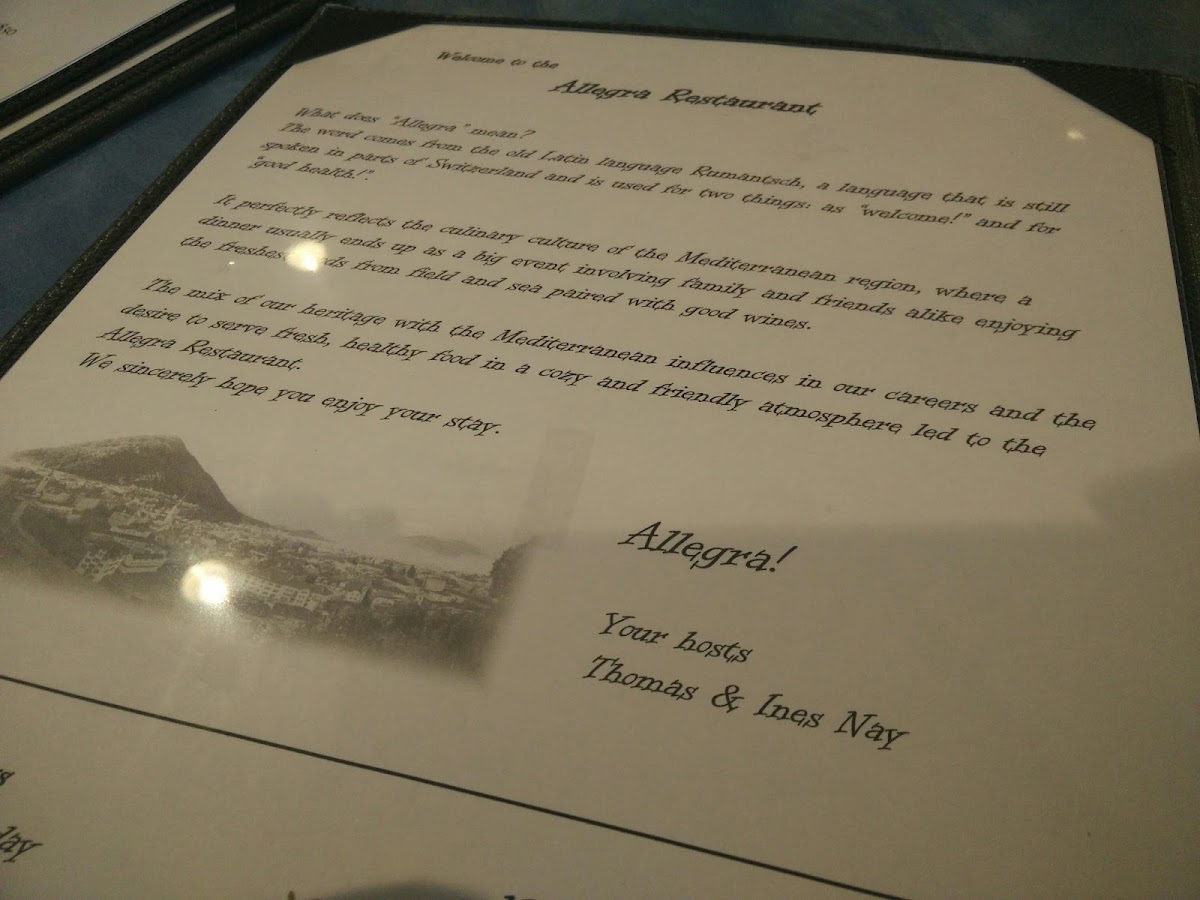 Welcome to the
Allegra Restaurant
What does "Allegra" mean?
The word comes from the old Latin language Rumantsch, a language that is still
spoken in parts of Switzerland and is used for two things: as "welcome!" and for
"good health!".
It perfectly reflects the culinary culture of the Mediterranean region, where a
dinner usually ends up as a big event involving family and friends alike enjoying
the from field and sea paired with good wines.
The mix of our heritage with the Mediterranean influences in our careers and the
desire to serve fresh, healthy food in a cozy and friendly atmosphere led to the
Allegra Restaurant.
We sincerely hope you enjoy your stay.
Allegra!
Your hosts
Thomas & Ines Nay